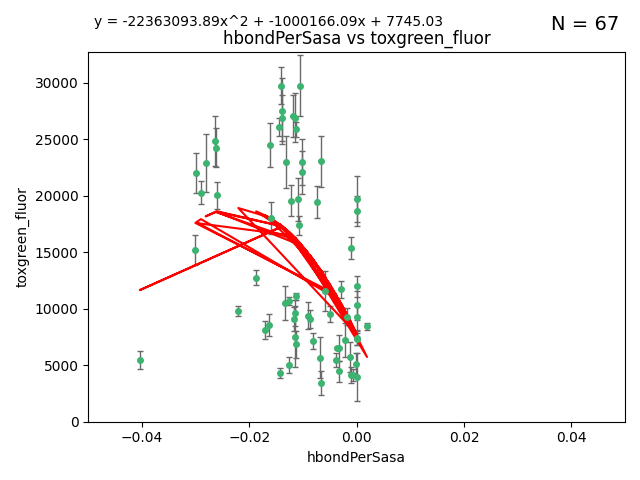 y = -22363093.89x^2 + -1000166.09x + 7745.03
N = 67
hbondPerSasa vs toxgreen_fluor
30000
25000
20000
15000
10000
5000
0
toxgreen_fluor
−0.04
−0.02
0.00
0.02
0.04
hbondPerSasa